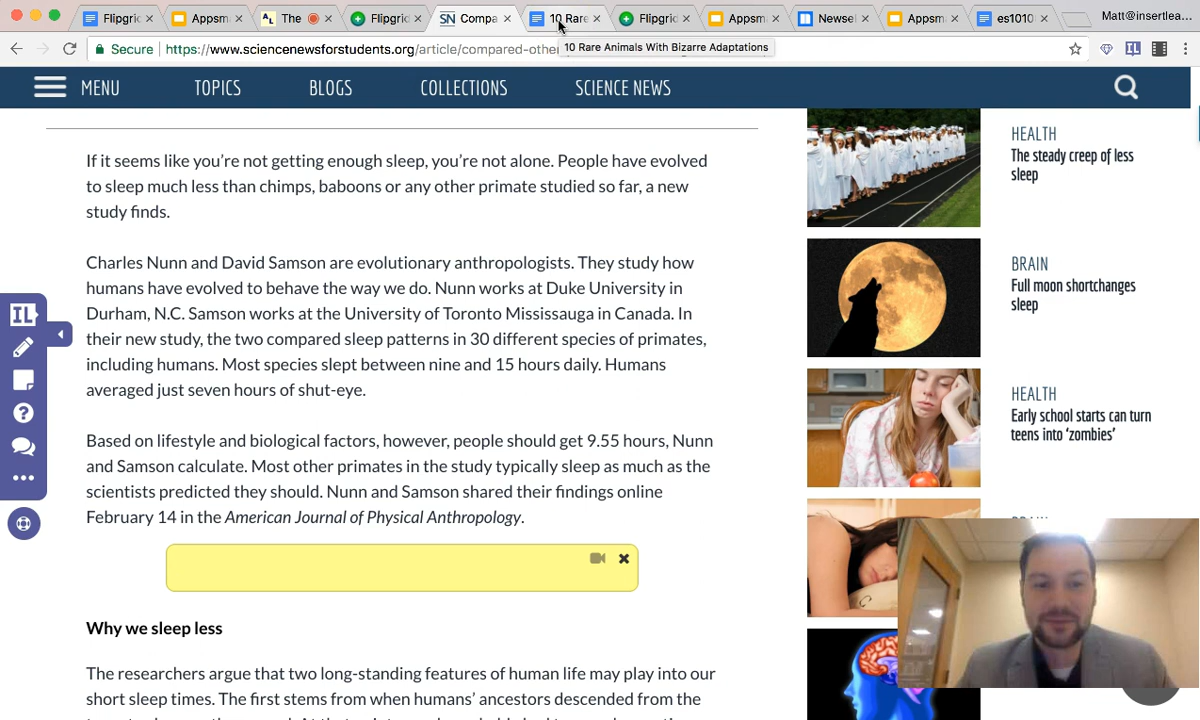 Flipgric
Appsm
The
Flipgric
SN Compa
10 Rare
Flipgric
Appsm
Newsel
Appsm
es1010
Matt@insertlea...
Secure https://www.sciencenewsforstudents.org/article/compared-other
10 Rare Animals With Bizarre Adaptations
MENU TOPICS BLOGS COLLECTIONS SCIENCE NEWS
If it seems like you're not getting enough sleep, you're not alone. People have evolved
to sleep much less than chimps, baboons or any other primate studied so far, a new
study finds.
Charles Nunn and David Samson are evolutionary anthropologists. They study how
humans have evolved to behave the way we do. Nunn works at Duke University in
Durham, N.C. Samson works at the University of Toronto Mississauga in Canada. In
their new study, the two compared sleep patterns in 30 different species of primates,
including humans. Most species slept between nine and 15 hours daily. Humans
averaged just seven hours of shut-eye.
Based on lifestyle and biological factors, however, people should get 9.55 hours, Nunn
and Samson calculate. Most other primates in the study typically sleep as much as the
scientists predicted they should. Nunn and Samson shared their findings online
February 14 in the American Journal of Physical Anthropology.
Why we sleep less
The researchers argue that two long-standing features of human life may play into our
short sleep times. The first stems from when humans' ancestors descended from the
IL
HEALTH
The steady creep of less
sleep
BRAIN
Full moon shortchanges
sleep
HEALTH
Early school starts can turn
teens into 'zombies'